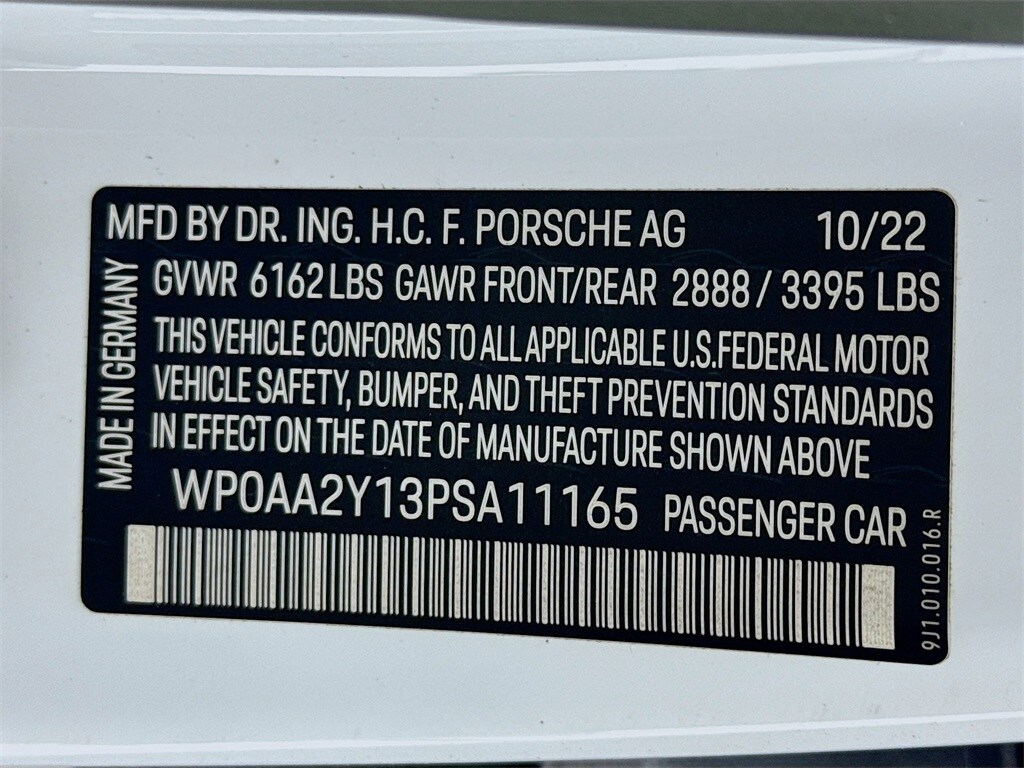 MFD BY DR. ING. H.C. F. PORSCHE AG 10/22
GVWR 6162 LBS GAWR FRONT/REAR 2888 / 3395 LBS
THIS VEHICLE CONFORMS TO ALL APPLICABLE U.S.FEDERAL MOTOR
VEHICLE SAFETY, BUMPER, AND THEFT PREVENTION STANDARDS
IN EFFECT ON THE DATE OF MANUFACTURE SHOWN ABOVE
WP0AA2Y13PSA11165 PASSENGER CAR
MADE IN GERMANY
9J1.010.016.R